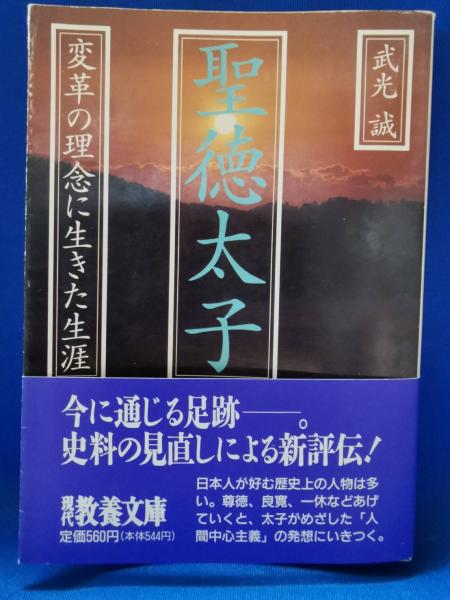 武光 誠
聖徳太子
変革の理念に生きた生涯
今に通じる足跡——。
史料の見直しによる新評伝!
日本人が好む歴史上の人物は多
い。尊徳、良寛、一休などあげ
ていくと、太子がめざした「人
間中心主義」の発想にいきつく。
現代教養文庫
定価560円(本体544円)